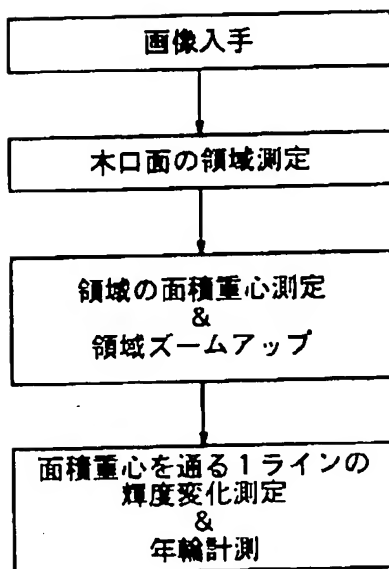 画像入手
木口面の領域測定
領域の面積重心測定
&
領域ズームアップ
面積重心を通る1ラインの
輝度変化測定
&
年輪計測